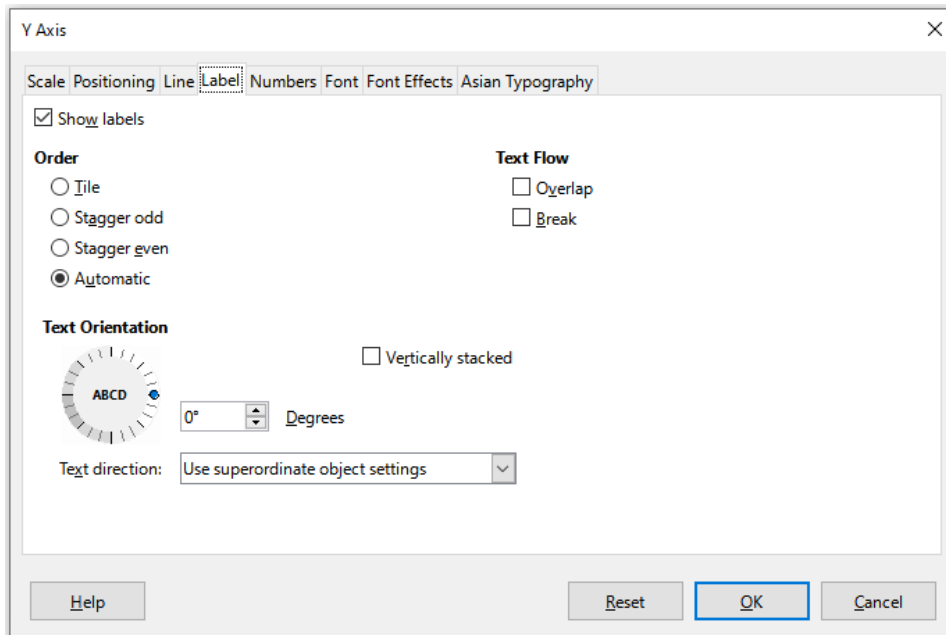 Y Axis
Scale Positioning Line Label Numbers Font Font Effects Asian Typography
Show labels
Order
Text Flow
Tile
Overlap
Stagger odd
Break
Stagger even
Automatic
Text Orientation
Vertically stacked
ABCD
0° Degrees
Text direction: Use superordinate object settings
Help Reset OK Cancel